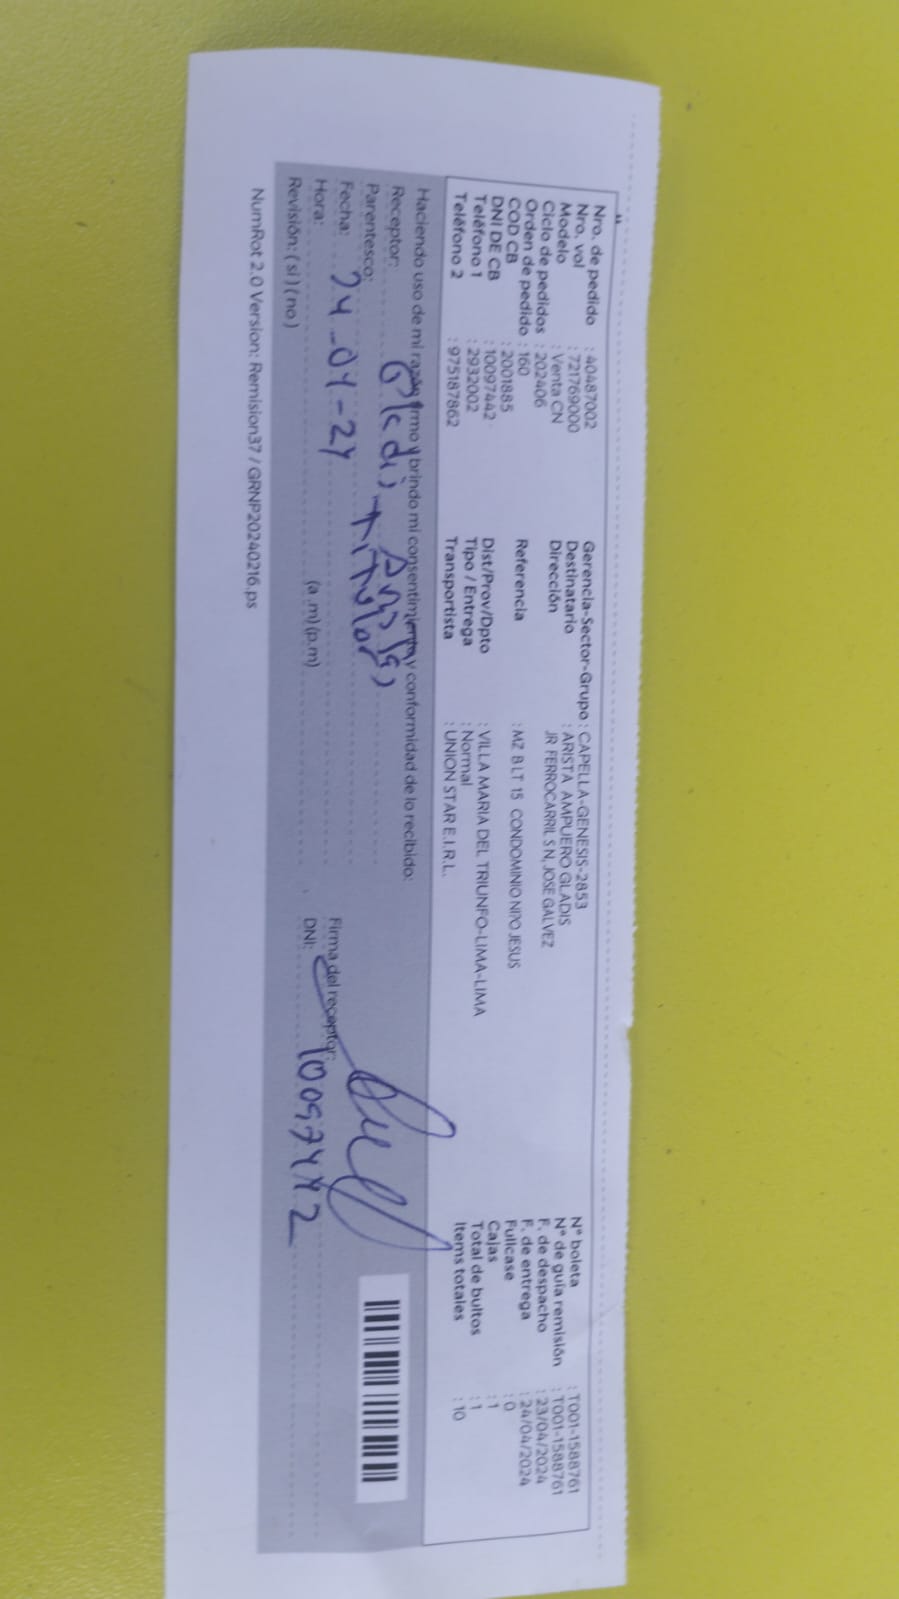 Nro. de pedido : 40487002
Nro. vol : 721769000
Modelo : Venta CN
Ciclo de pedidos : 202406
Orden de pedido : 160
COD CB : 2001885
DNI DE CB : 10097442
Teléfono 1 : 2932002
Teléfono 2 : 975187862
Gerencia-Sector-Grupo : CAPELLA-GENESIS-2853
Destinatario : ARISTA AMPUERO GLADIS
Dirección JR FERROCARRIL S N, JOSE GALVEZ
Referencia : MZ B LT 15 CONDOMINIO NIPO JESUS
Dist/Prov/Dpto : VILLA MARIA DEL TRIUNFO-LIMA-LIMA
Tipo / Entrega : Normal
Transportista : UNION STAR E.I.R.L.
N° boleta : T001-1588761
N° de guía remisión : T001-1588761
F. de despacho : 23/04/2024
F. de entrega : 24/04/2024
Fullcase : 0
Cajas : 1
Total de bultos : 1
Items totales : 10
Haciendo uso de mi razón firmo y brindo mi consentimiento y conformidad de lo recibido:
Receptor:
Parentesco: titular
Fecha: 24-04-24
Hora: (a .m) (p.m)
Revisión: ( si ) ( no )
Firma del receptor:
DNI: 10097442
NumRot 2.0 Version: Remision37 / GRNP20240216.ps